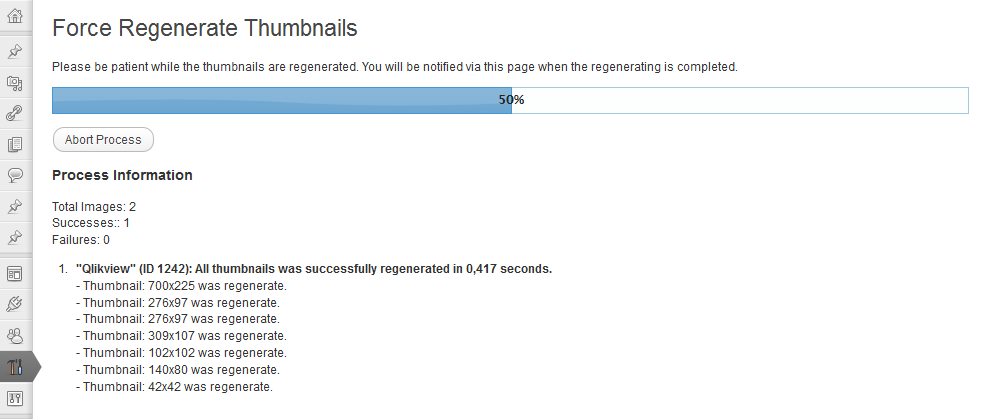 Force Regenerate Thumbnails
Please be patient while the thumbnails are regenerated. You will be notified via this page when the regenerating is completed.
50%
Abort Process
Process Information
Total Images: 2
Successes:: 1
Failures: 0
1. "Qlikview" (ID 1242): All thumbnails was successfully regenerated in 0,417 seconds.
- Thumbnail: 700x225 was regenerate.
- Thumbnail: 276x97 was regenerate.
- Thumbnail: 276x97 was regenerate.
- Thumbnail: 309x107 was regenerate.
- Thumbnail: 102x102 was regenerate.
- Thumbnail: 140x80 was regenerate.
- Thumbnail: 42x42 was regenerate.